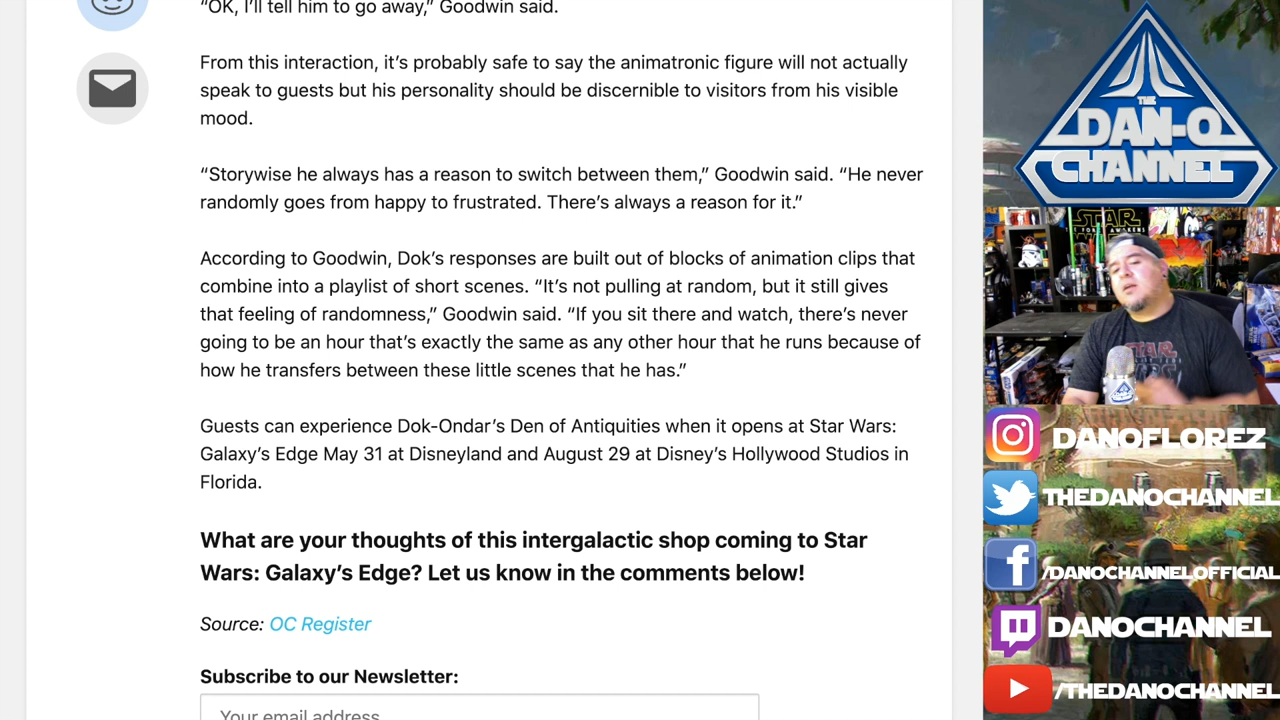 “OK, I’ll tell him to go away,” Goodwin said.
From this interaction, it’s probably safe to say the animatronic figure will not actually
speak to guests but his personality should be discernible to visitors from his visible
mood.
“Storywise he always has a reason to switch between them,” Goodwin said. “He never
randomly goes from happy to frustrated. There’s always a reason for it.”
According to Goodwin, Dok’s responses are built out of blocks of animation clips that
combine into a playlist of short scenes. “It’s not pulling at random, but it still gives
that feeling of randomness,” Goodwin said. “If you sit there and watch, there’s never
going to be an hour that’s exactly the same as any other hour that he runs because of
how he transfers between these little scenes that he has.”
Guests can experience Dok-Ondar’s Den of Antiquities when it opens at Star Wars:
Galaxy’s Edge May 31 at Disneyland and August 29 at Disney’s Hollywood Studios in
Florida.
What are your thoughts of this intergalactic shop coming to Star
Wars: Galaxy’s Edge? Let us know in the comments below!
Source: OC Register
Subscribe to our Newsletter:
Your email address
THE
DAN-O
CHANNEL
STAR
THE FORCE AWAKENS
STAR
WARS
DANOFLOREZ
THEDANOCHANNEL
/DANOCHANNELOFFICIAL
DANOCHANNEL
/THEDANOCHANNEL